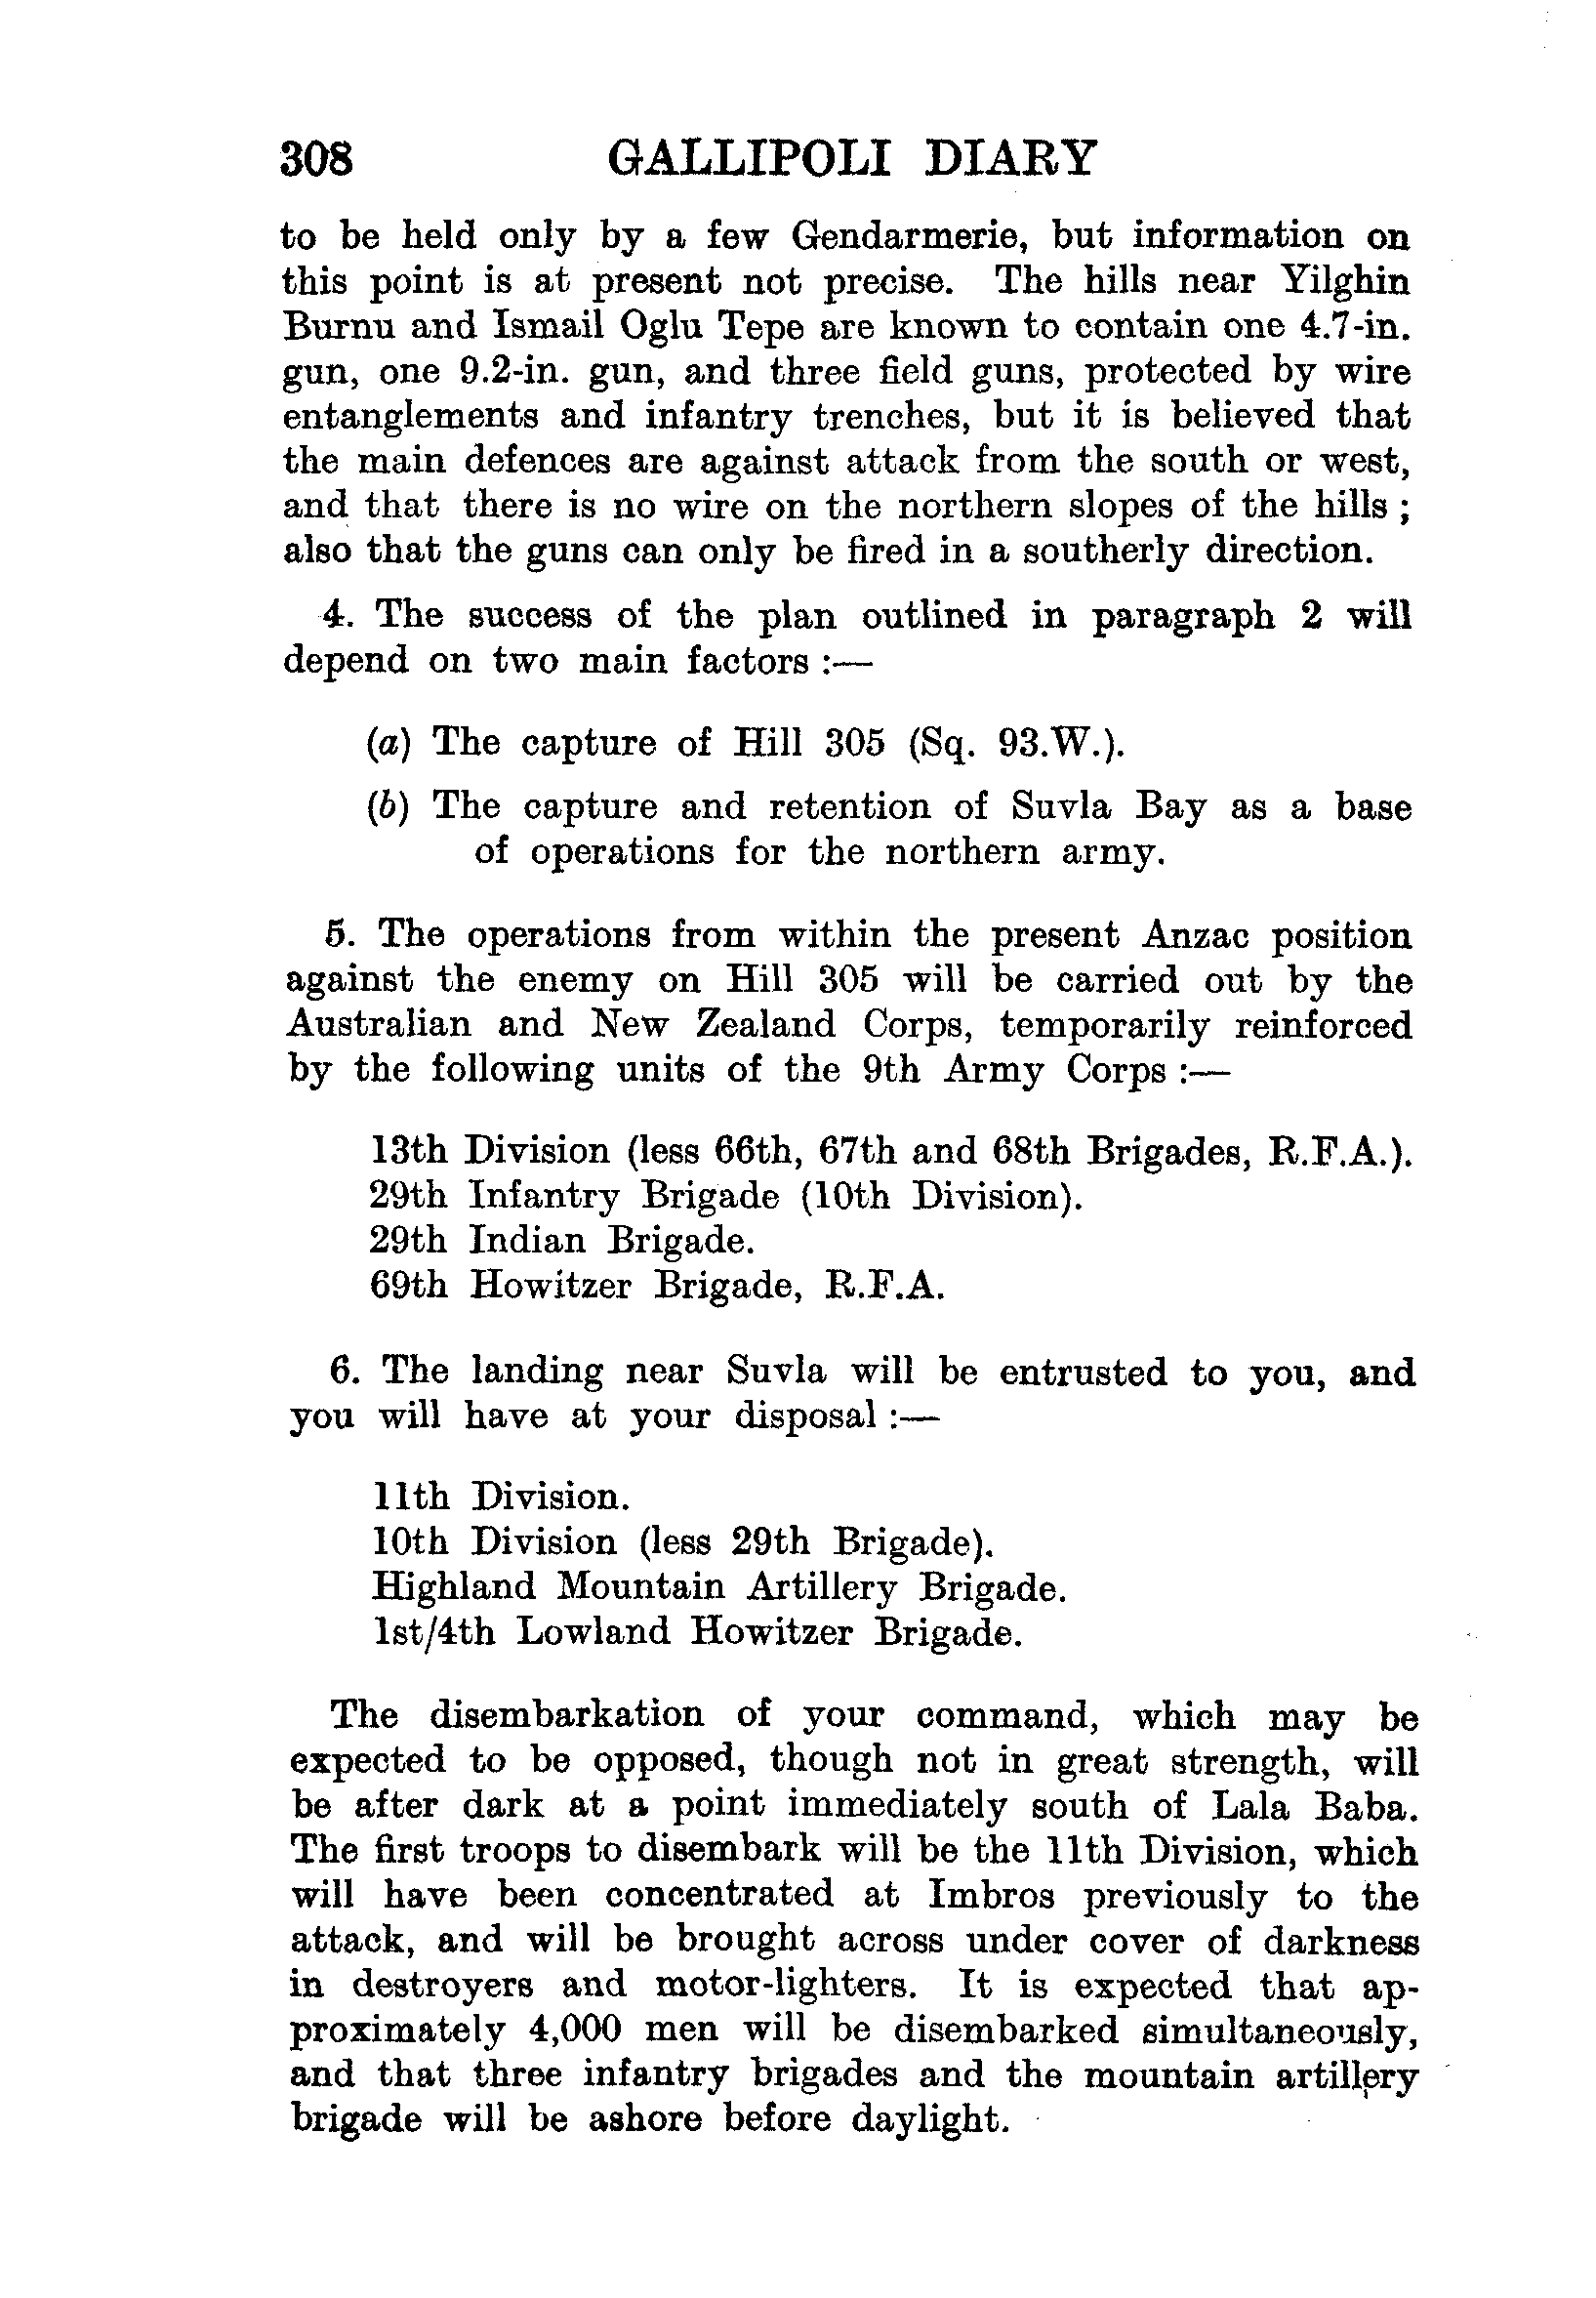 308 GALLIPOLI DIARY
to be held only by a few Gendarmerie, but information on
this point is at present not precise. The hills near Yilghin
Burnu and Ismail Oglu Tepe are known to contain one 4.7-in.
gun, one 9.2-in. gun, and three field guns, protected by wire
entanglements and infantry trenches, but it is believed that
the main defences are against attack from the south or west,
and that there is no wire on the northern slopes of the hills ;
also that the guns can only be fired in a southerly direction.
4. The success of the plan outlined in paragraph 2 will
depend on two main factors :—
(a) The capture of Hill 305 (Sq. 93.W.).
(b) The capture and retention of Suvla Bay as a base
of operations for the northern army.
5. The operations from within the present Anzac position
against the enemy on Hill 305 will be carried out by the
Australian and New Zealand Corps, temporarily reinforced
by the following units of the 9th Army Corps :—
13th Division (less 66th, 67th and 68th Brigades, R.F.A.).
29th Infantry Brigade (10th Division).
29th Indian Brigade.
69th Howitzer Brigade, R.F.A.
6. The landing near Suvla will be entrusted to you, and
you will have at your disposal :—
11th Division.
10th Division (less 29th Brigade).
Highland Mountain Artillery Brigade.
1st/4th Lowland Howitzer Brigade.
The disembarkation of your command, which may be
expected to be opposed, though not in great strength, will
be after dark at a point immediately south of Lala Baba.
The first troops to disembark will be the 11th Division, which
will have been concentrated at Imbros previously to the
attack, and will be brought across under cover of darkness
in destroyers and motor-lighters. It is expected that ap-
proximately 4,000 men will be disembarked simultaneously,
and that three infantry brigades and the mountain artillery
brigade will be ashore before daylight.